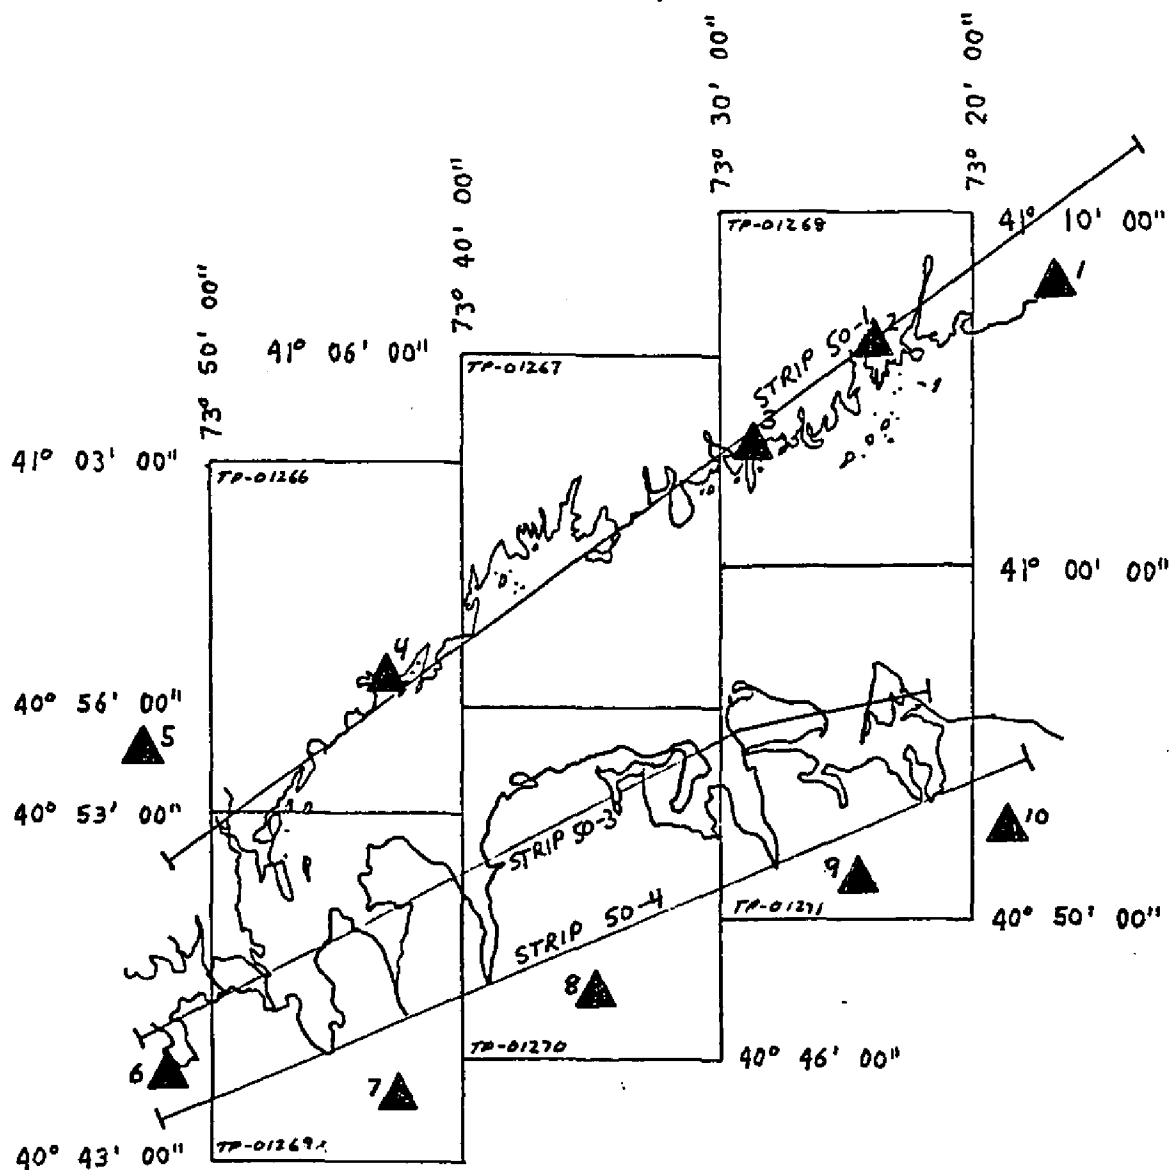 73° 50' 00"
73° 40' 00"
73° 30' 00"
73° 20' 00"
TP-01268
41° 10' 00"
1
41° 06' 00"
TP-01267
STRIP 50-1
2
3
41° 03' 00"
TP-01266
41° 00' 00"
4
40° 56' 00"
5
40° 53' 00"
STRIP 50-3
10
9
STRIP 50-4
TP-01271
40° 50' 00"
8
TP-01270
40° 46' 00"
6
7
40° 43' 00"
TP-01269